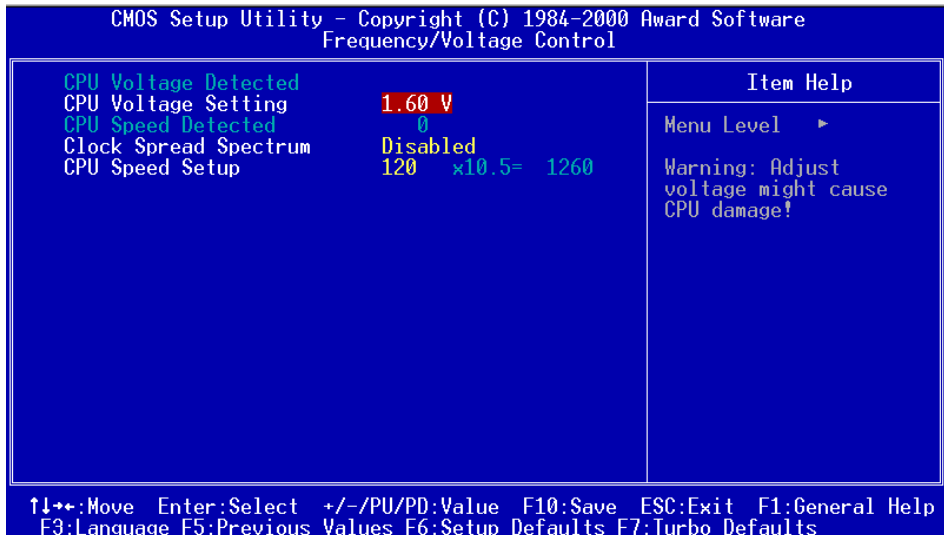 CMOS Setup Utility – Copyright (C) 1984-2000 Award Software
Frequency/Voltage Control
CPU Voltage Detected
CPU Voltage Setting 1.60 V
CPU Speed Detected 0
Clock Spread Spectrum Disabled
CPU Speed Setup 120 x10.5= 1260
Item Help
Menu Level ►
Warning: Adjust
voltage might cause
CPU damage!
↑↓→←:Move Enter:Select +/-/PU/PD:Value F10:Save ESC:Exit F1:General Help
F3:Language F5:Previous Values F6:Setup Defaults F7:Turbo Defaults